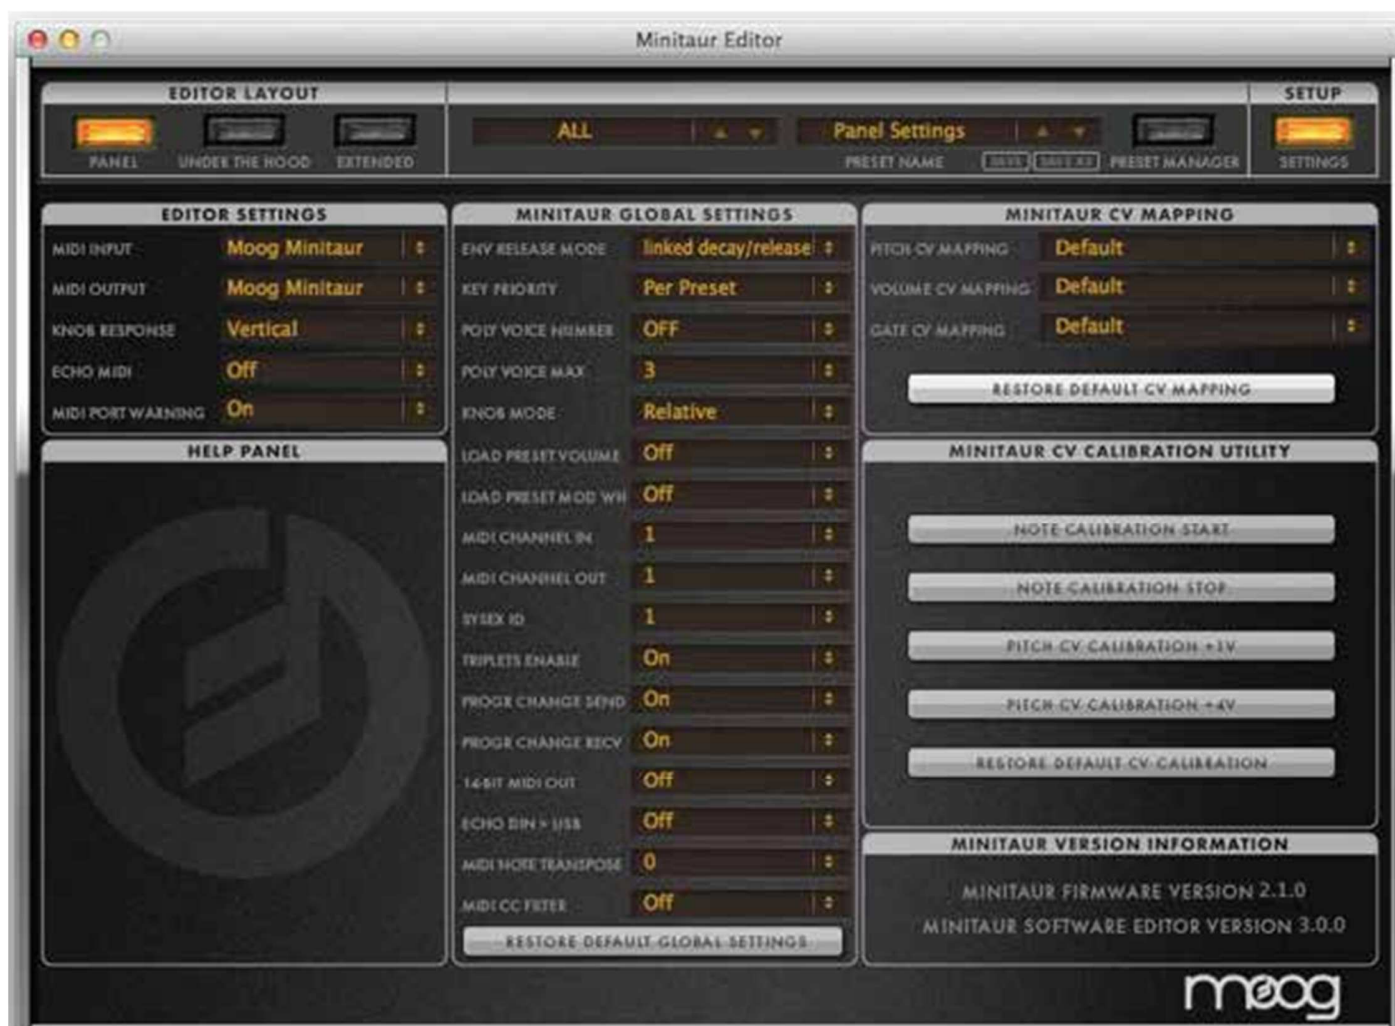 Minitaur Editor
EDITOR LAYOUT
SETUP
ALL
Panel Settings
PANEL
UNDER THE HOOD
EXTENDED
PRESET NAME
SAVE
SAVE AS
PRESET MANAGER
SETTINGS
EDITOR SETTINGS
MIDI INPUT Moog Minitaur
MIDI OUTPUT Moog Minitaur
KNOB RESPONSE Vertical
ECHO MIDI Off
MIDI PORT WARNING On
HELP PANEL
MINITAUR GLOBAL SETTINGS
ENV RELEASE MODE linked decay/release
KEY PRIORITY Per Preset
POLY VOICE NUMBER OFF
POLY VOICE MAX 3
KNOB MODE Relative
LOAD PRESET VOLUME Off
LOAD PRESET MOD WH Off
MIDI CHANNEL IN 1
MIDI CHANNEL OUT 1
SYSEX ID 1
TRIPLETS ENABLE On
PROGR CHANGE SEND On
PROGR CHANGE RECV On
14-BIT MIDI OUT Off
ECHO DIN > USB Off
MIDI NOTE TRANSPOSE 0
MIDI CC FILTER Off
RESTORE DEFAULT GLOBAL SETTINGS
MINITAUR CV MAPPING
PITCH CV MAPPING Default
VOLUME CV MAPPING Default
GATE CV MAPPING Default
RESTORE DEFAULT CV MAPPING
MINITAUR CV CALIBRATION UTILITY
NOTE CALIBRATION START
NOTE CALIBRATION STOP
PITCH CV CALIBRATION +1V
PITCH CV CALIBRATION +4V
RESTORE DEFAULT CV CALIBRATION
MINITAUR VERSION INFORMATION
MINITAUR FIRMWARE VERSION 2.1.0
MINITAUR SOFTWARE EDITOR VERSION 3.0.0
moog